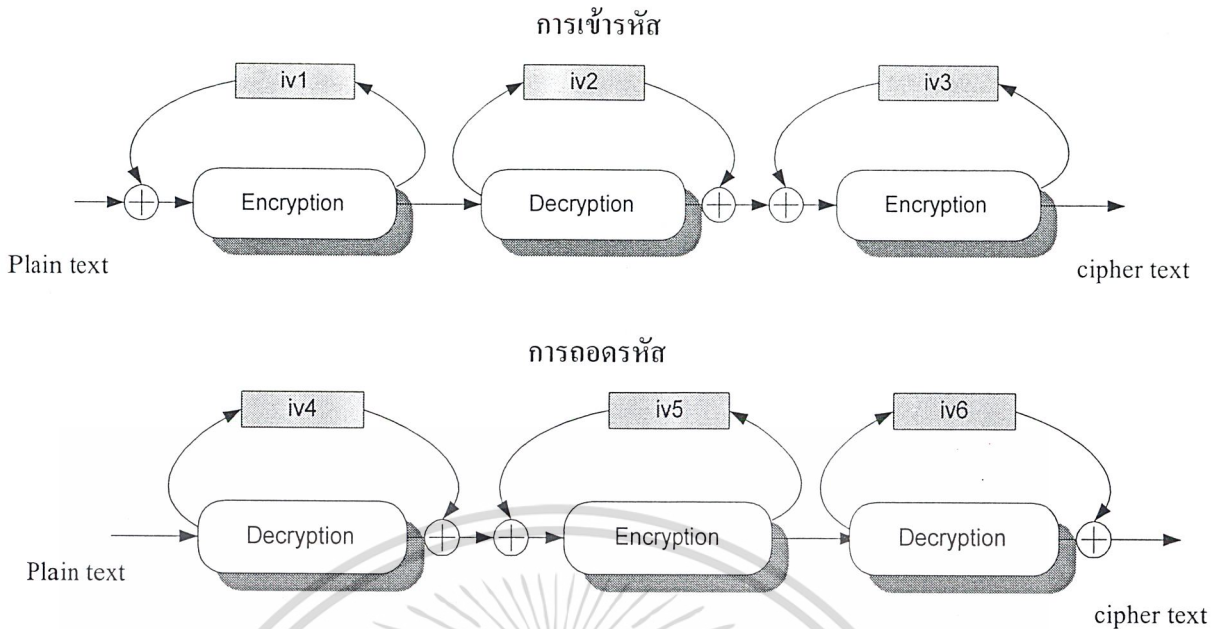 การเข้ารหัส
iv1 iv2 iv3
Encryption Decryption Encryption
Plain text cipher text
การถอดรหัส
iv4 iv5 iv6
Decryption Encryption Decryption
Plain text
cipher text